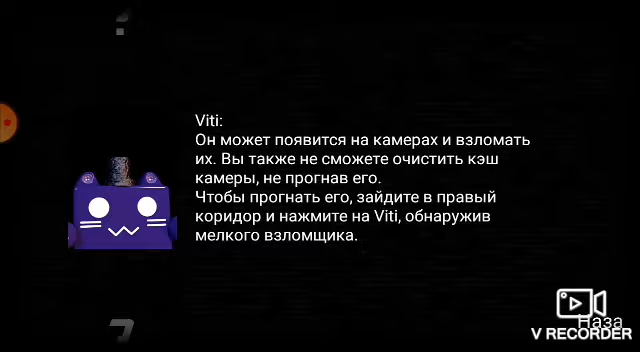 ?
Viti:
Он может появится на камерах и взломать
их. Вы также не сможете очистить кэш
камеры, не прогнав его.
Чтобы прогнать его, зайдите в правый
коридор и нажмите на Viti, обнаружив
мелкого взломщика.
Наза
V RECORDER